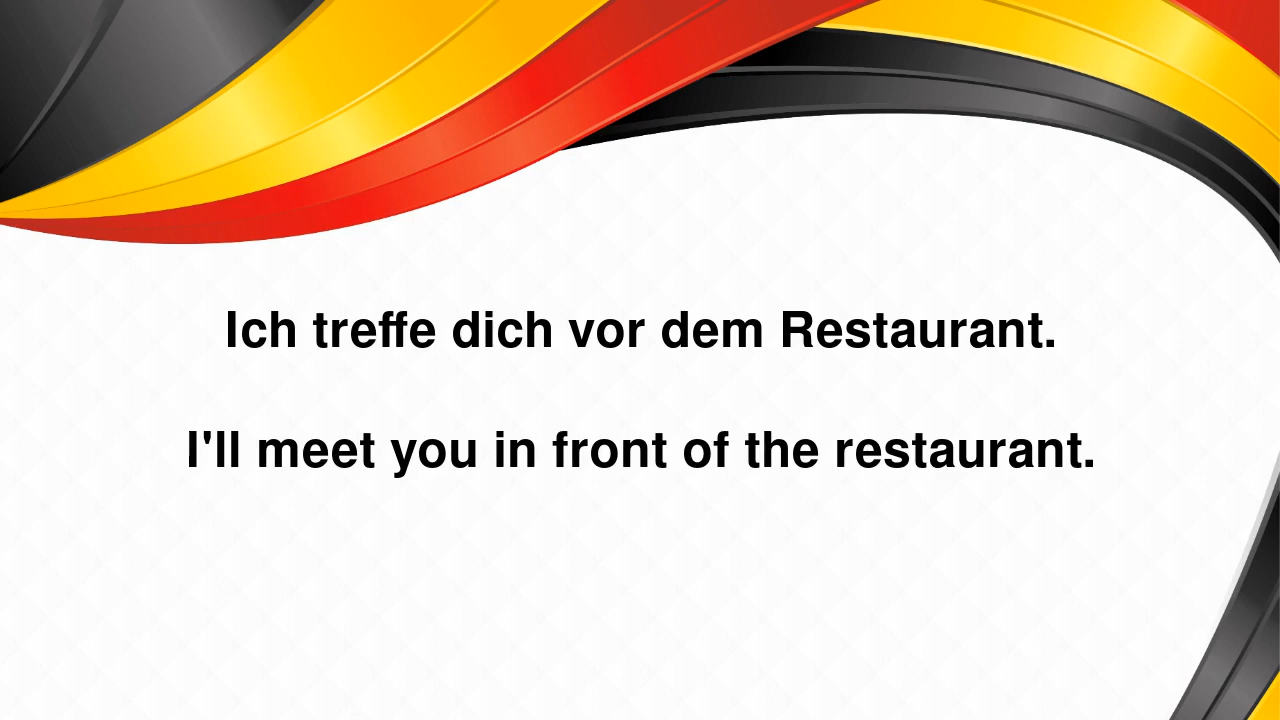 Ich treffe dich vor dem Restaurant.
I'll meet you in front of the restaurant.